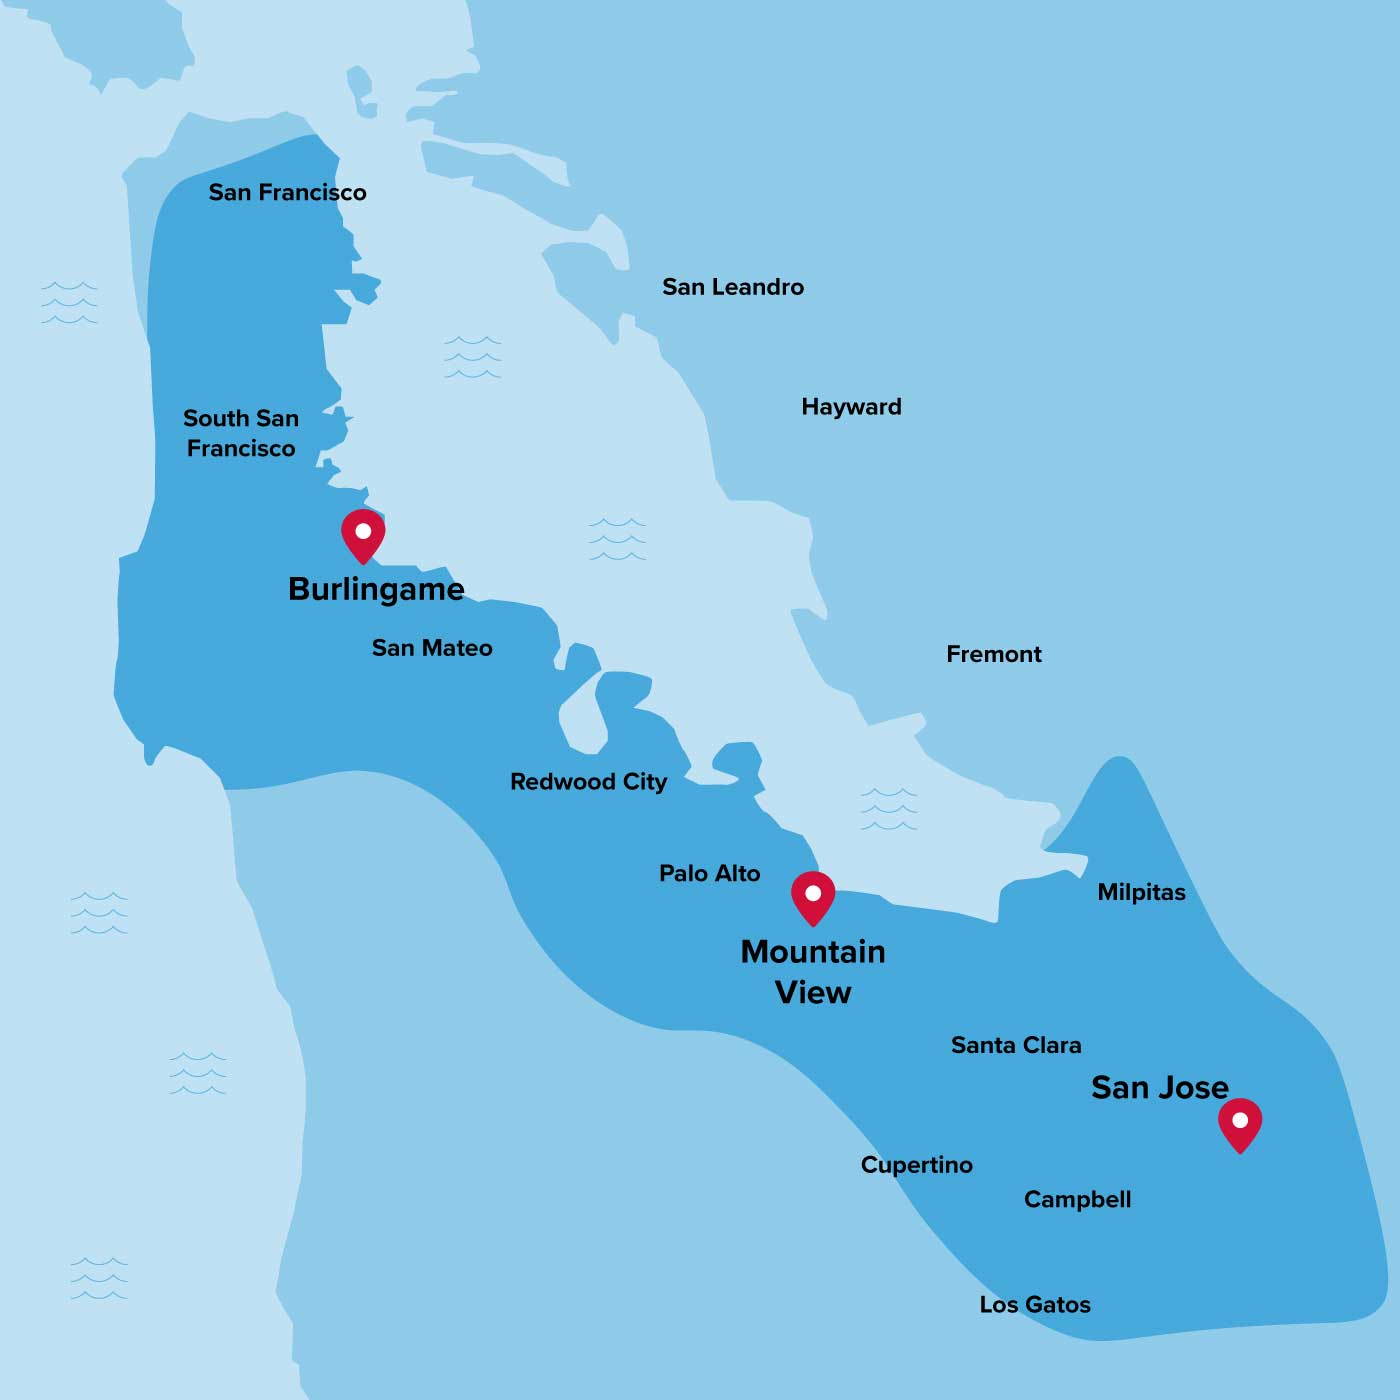 San Francisco
San Leandro
Hayward
South San
Francisco
Burlingame
San Mateo
Fremont
Redwood City
Palo Alto
Milpitas
Mountain
View
Santa Clara
San Jose
Cupertino
Campbell
Los Gatos